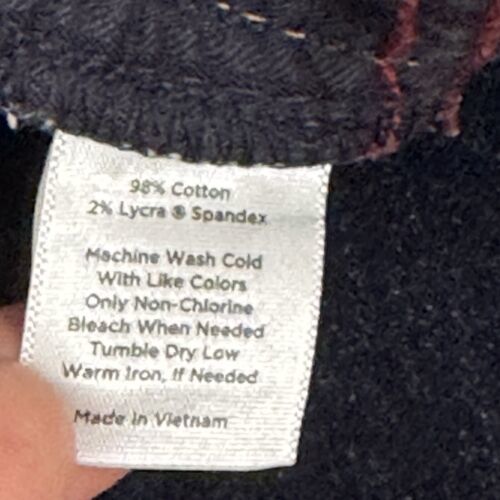 98% Cotton
2% Lycra ® Spandex
Machine Wash Cold
With Like Colors
Only Non-Chlorine
Bleach When Needed
Tumble Dry Low
Warm Iron, If Needed
Made In Vietnam